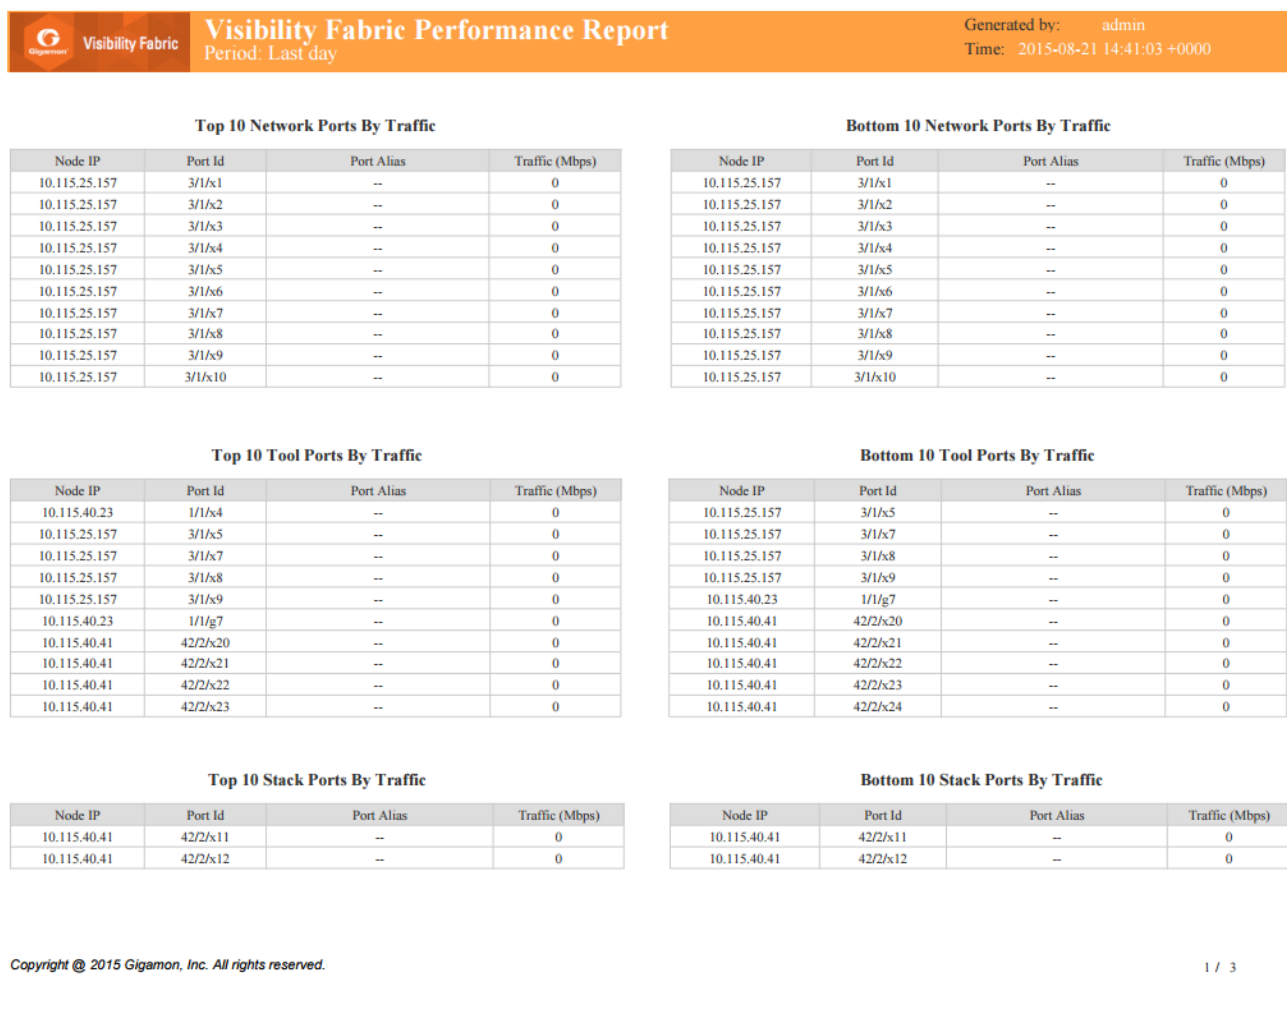 Gigamon Visibility Fabric
Visibility Fabric Performance Report
Period: Last day
Generated by: admin
Time: 2015-08-21 14:41:03 +0000
Top 10 Network Ports By Traffic
Node IP Port Id Port Alias Traffic (Mbps)
10.115.25.157 3/1/x1 -- 0
10.115.25.157 3/1/x2 -- 0
10.115.25.157 3/1/x3 -- 0
10.115.25.157 3/1/x4 -- 0
10.115.25.157 3/1/x5 -- 0
10.115.25.157 3/1/x6 -- 0
10.115.25.157 3/1/x7 -- 0
10.115.25.157 3/1/x8 -- 0
10.115.25.157 3/1/x9 -- 0
10.115.25.157 3/1/x10 -- 0
Bottom 10 Network Ports By Traffic
Node IP Port Id Port Alias Traffic (Mbps)
10.115.25.157 3/1/x1 -- 0
10.115.25.157 3/1/x2 -- 0
10.115.25.157 3/1/x3 -- 0
10.115.25.157 3/1/x4 -- 0
10.115.25.157 3/1/x5 -- 0
10.115.25.157 3/1/x6 -- 0
10.115.25.157 3/1/x7 -- 0
10.115.25.157 3/1/x8 -- 0
10.115.25.157 3/1/x9 -- 0
10.115.25.157 3/1/x10 -- 0
Top 10 Tool Ports By Traffic
Node IP Port Id Port Alias Traffic (Mbps)
10.115.40.23 1/1/x4 -- 0
10.115.25.157 3/1/x5 -- 0
10.115.25.157 3/1/x7 -- 0
10.115.25.157 3/1/x8 -- 0
10.115.25.157 3/1/x9 -- 0
10.115.40.23 1/1/g7 -- 0
10.115.40.41 42/2/x20 -- 0
10.115.40.41 42/2/x21 -- 0
10.115.40.41 42/2/x22 -- 0
10.115.40.41 42/2/x23 -- 0
Bottom 10 Tool Ports By Traffic
Node IP Port Id Port Alias Traffic (Mbps)
10.115.25.157 3/1/x5 -- 0
10.115.25.157 3/1/x7 -- 0
10.115.25.157 3/1/x8 -- 0
10.115.25.157 3/1/x9 -- 0
10.115.40.23 1/1/g7 -- 0
10.115.40.41 42/2/x20 -- 0
10.115.40.41 42/2/x21 -- 0
10.115.40.41 42/2/x22 -- 0
10.115.40.41 42/2/x23 -- 0
10.115.40.41 42/2/x24 -- 0
Top 10 Stack Ports By Traffic
Node IP Port Id Port Alias Traffic (Mbps)
10.115.40.41 42/2/x11 -- 0
10.115.40.41 42/2/x12 -- 0
Bottom 10 Stack Ports By Traffic
Node IP Port Id Port Alias Traffic (Mbps)
10.115.40.41 42/2/x11 -- 0
10.115.40.41 42/2/x12 -- 0
Copyright @ 2015 Gigamon, Inc. All rights reserved.
1 / 3